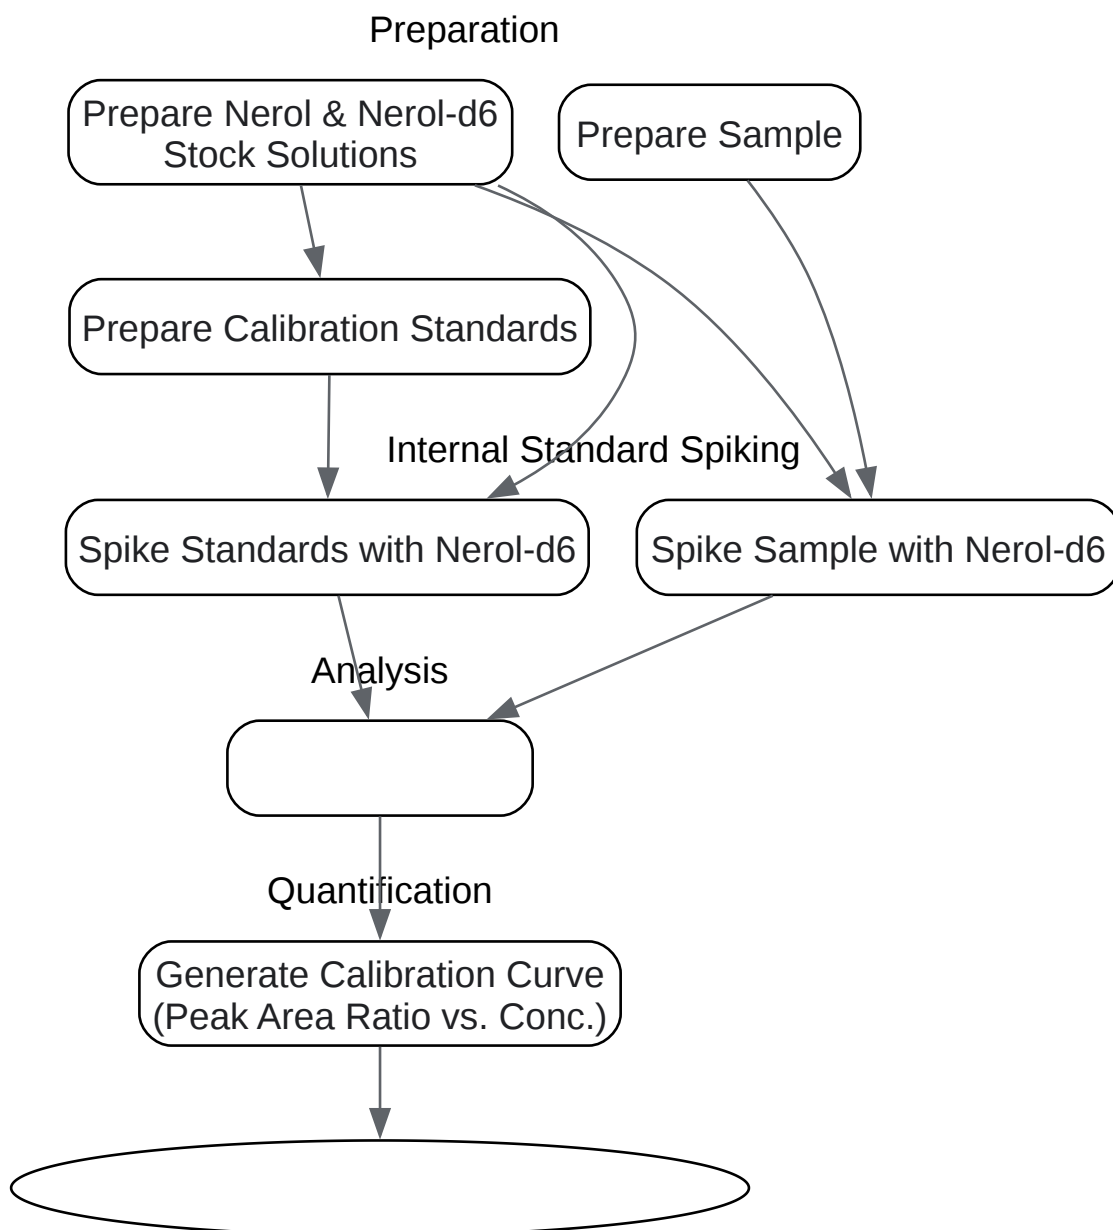 Preparation
Prepare Nerol & Nerol-d6
Stock Solutions
Prepare Sample
Prepare Calibration Standards
Internal Standard Spiking
Spike Standards with Nerol-d6
Spike Sample with Nerol-d6
Analysis
Quantification
Generate Calibration Curve
(Peak Area Ratio vs. Conc.)